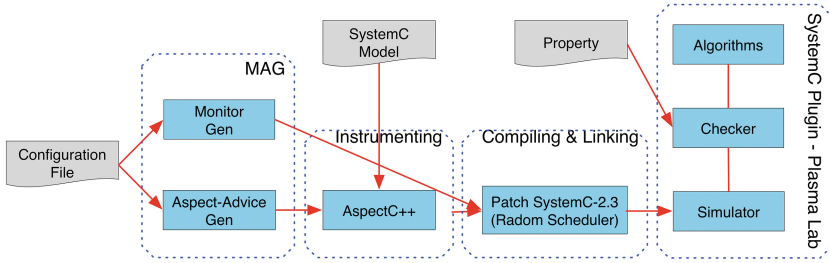 SystemC
Model
Property
Algorithms
MAG
Monitor
Gen
Instrumenting
Compiling & Linking
Checker
Configuration
File
Aspect-Advice
Gen
AspectC++
Patch SystemC-2.3
(Radom Scheduler)
Simulator
SystemC Plugin - Plasma Lab